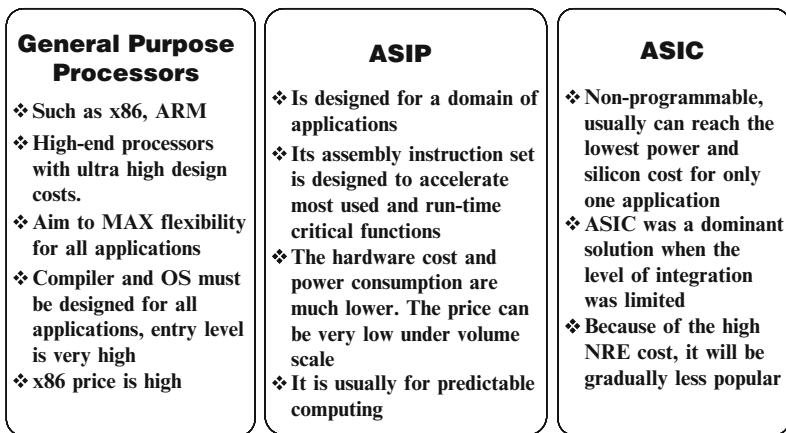 General Purpose
Processors
❖ Such as x86, ARM
❖ High-end processors
with ultra high design
costs.
❖ Aim to MAX flexibility
for all applications
❖ Compiler and OS must
be designed for all
applications, entry level
is very high
❖ x86 price is high
ASIP
❖ Is designed for a domain of
applications
❖ Its assembly instruction set
is designed to accelerate
most used and run-time
critical functions
❖ The hardware cost and
power consumption are
much lower. The price can
be very low under volume
scale
❖ It is usually for predictable
computing
ASIC
❖ Non-programmable,
usually can reach the
lowest power and
silicon cost for only
one application
❖ ASIC was a dominant
solution when the
level of integration
was limited
❖ Because of the high
NRE cost, it will be
gradually less popular